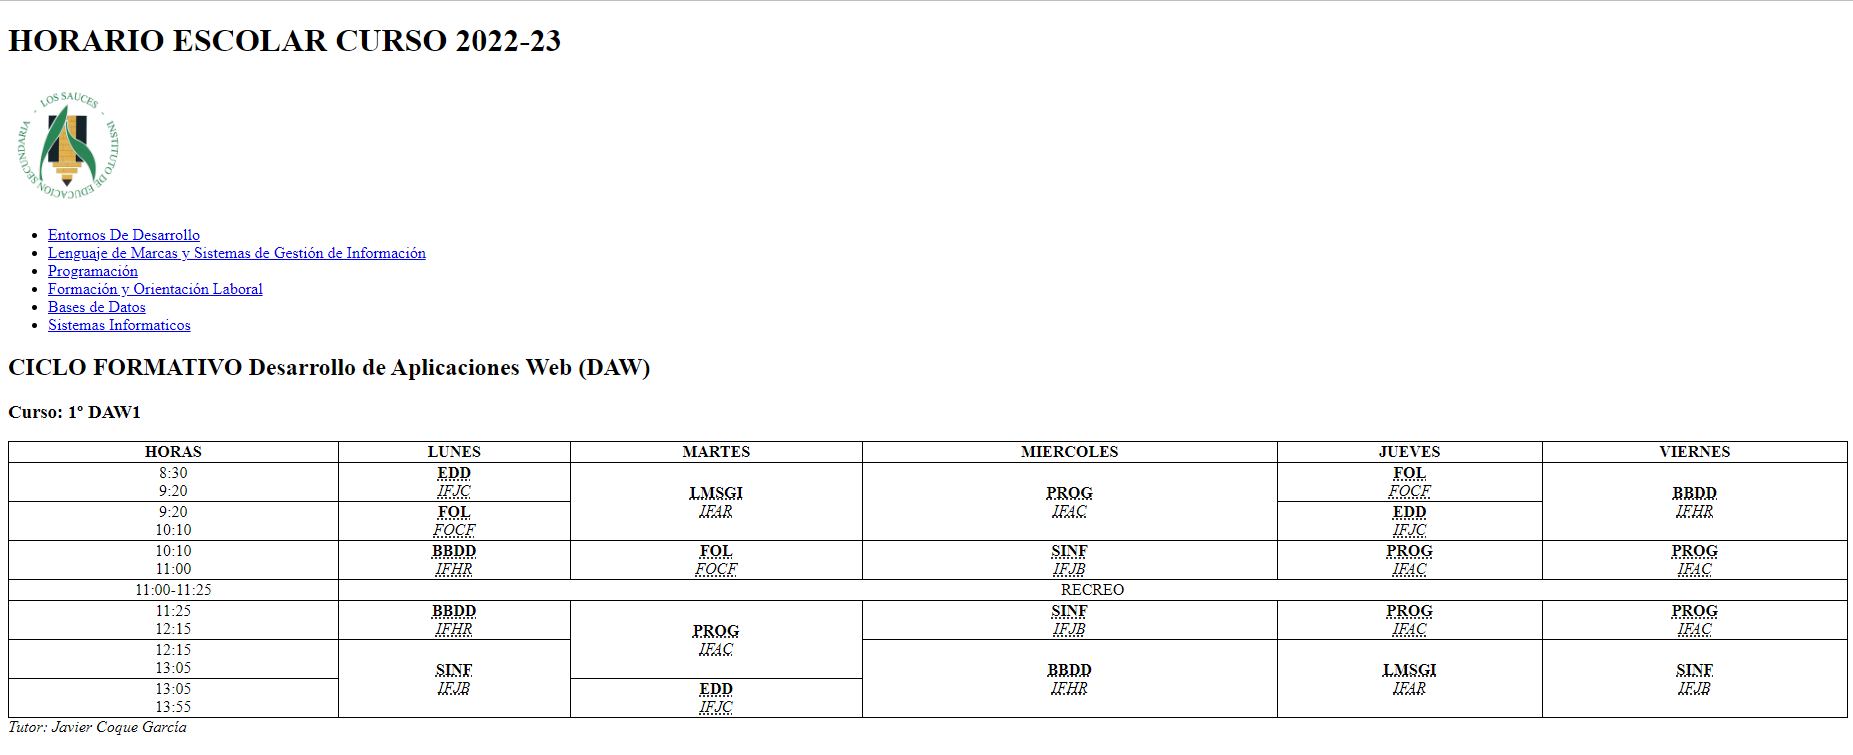 HORARIO ESCOLAR CURSO 2022-23
- LOS SAUCES - INSTITUTO DE EDUCACIÓN SECUNDARIA
Entornos De Desarrollo
Lenguaje de Marcas y Sistemas de Gestión de Información
Programación
Formación y Orientación Laboral
Bases de Datos
Sistemas Informaticos
CICLO FORMATIVO Desarrollo de Aplicaciones Web (DAW)
Curso: 1º DAW1
HORAS LUNES MARTES MIERCOLES JUEVES VIERNES
8:30 EDD FOL
9:20 IFJC LMSGI PROG FOCF BBDD
9:20 FOL IFAR IFAC EDD IFHR
10:10 FOCF IFJC
10:10 BBDD FOL SINF PROG PROG
11:00 IFHR FOCF IFJB IFAC IFAC
11:00-11:25 RECREO
11:25 BBDD SINF PROG PROG
12:15 IFHR PROG IFJB IFAC IFAC
12:15 IFAC
13:05 SINF BBDD LMSGI SINF
13:05 IFJB EDD IFHR IFAR IFJB
13:55 IFJC
Tutor: Javier Coque García